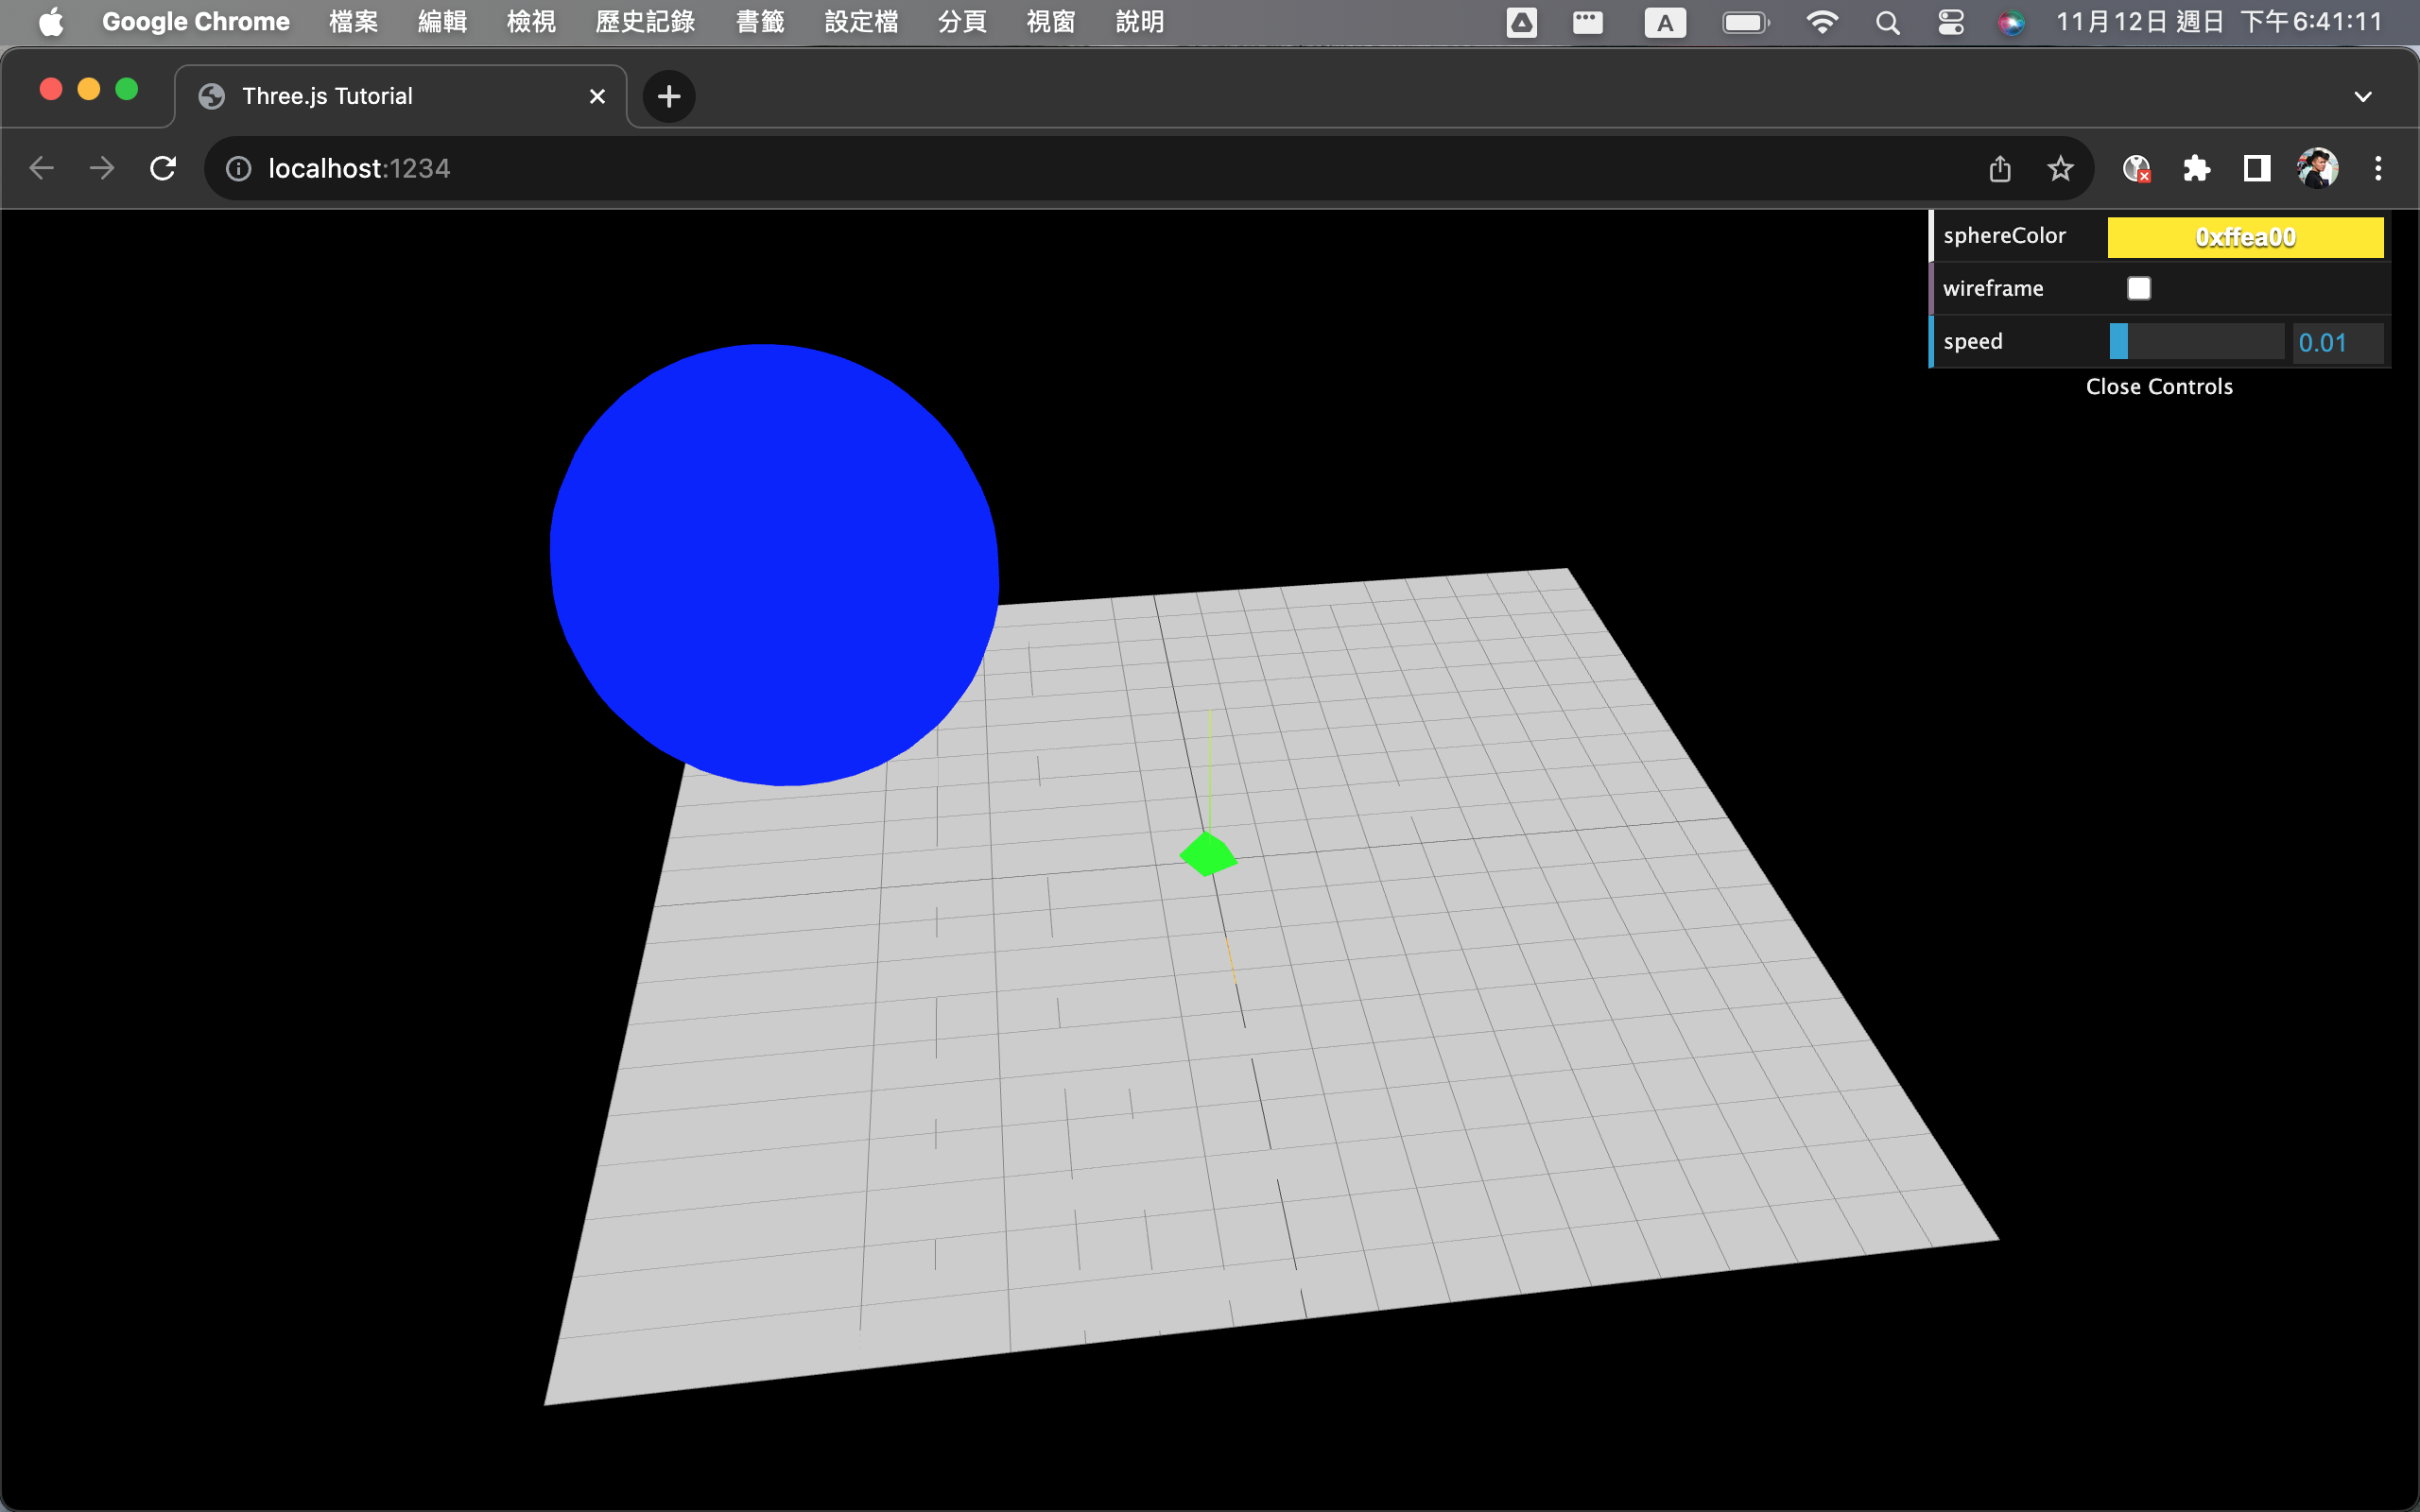 Google Chrome 檔案 編輯 檢視 歷史記錄 書籤 設定檔 分頁 視窗 說明 A 11月12日 週日 下午6:41:11
Three.js Tutorial
localhost:1234
sphereColor 0xffea00
wireframe
speed 0.01
Close Controls